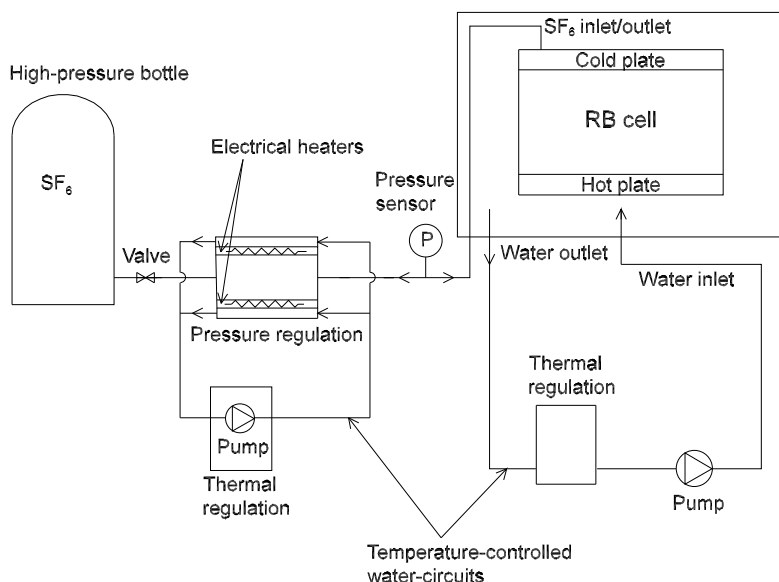 SF₆ inlet/outlet
Cold plate
RB cell
Hot plate
High-pressure bottle
SF₆
Electrical heaters
Pressure
sensor
P
Valve
Water outlet
Water inlet
Pressure regulation
Thermal
regulation
Pump
Thermal
regulation
Pump
Temperature-controlled
water-circuits